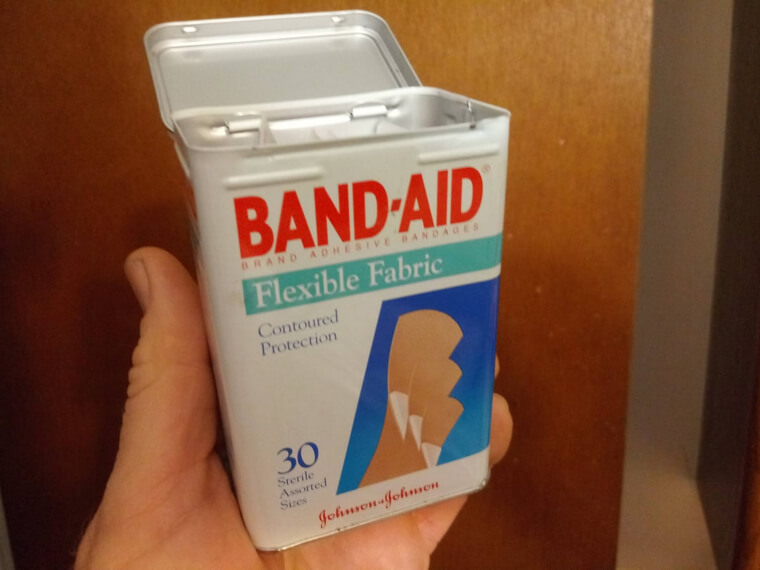 BAND-AID®
BRAND ADHESIVE BANDAGES
Flexible Fabric
Contoured
Protection
30
Sterile
Assorted
Sizes
Johnson & Johnson